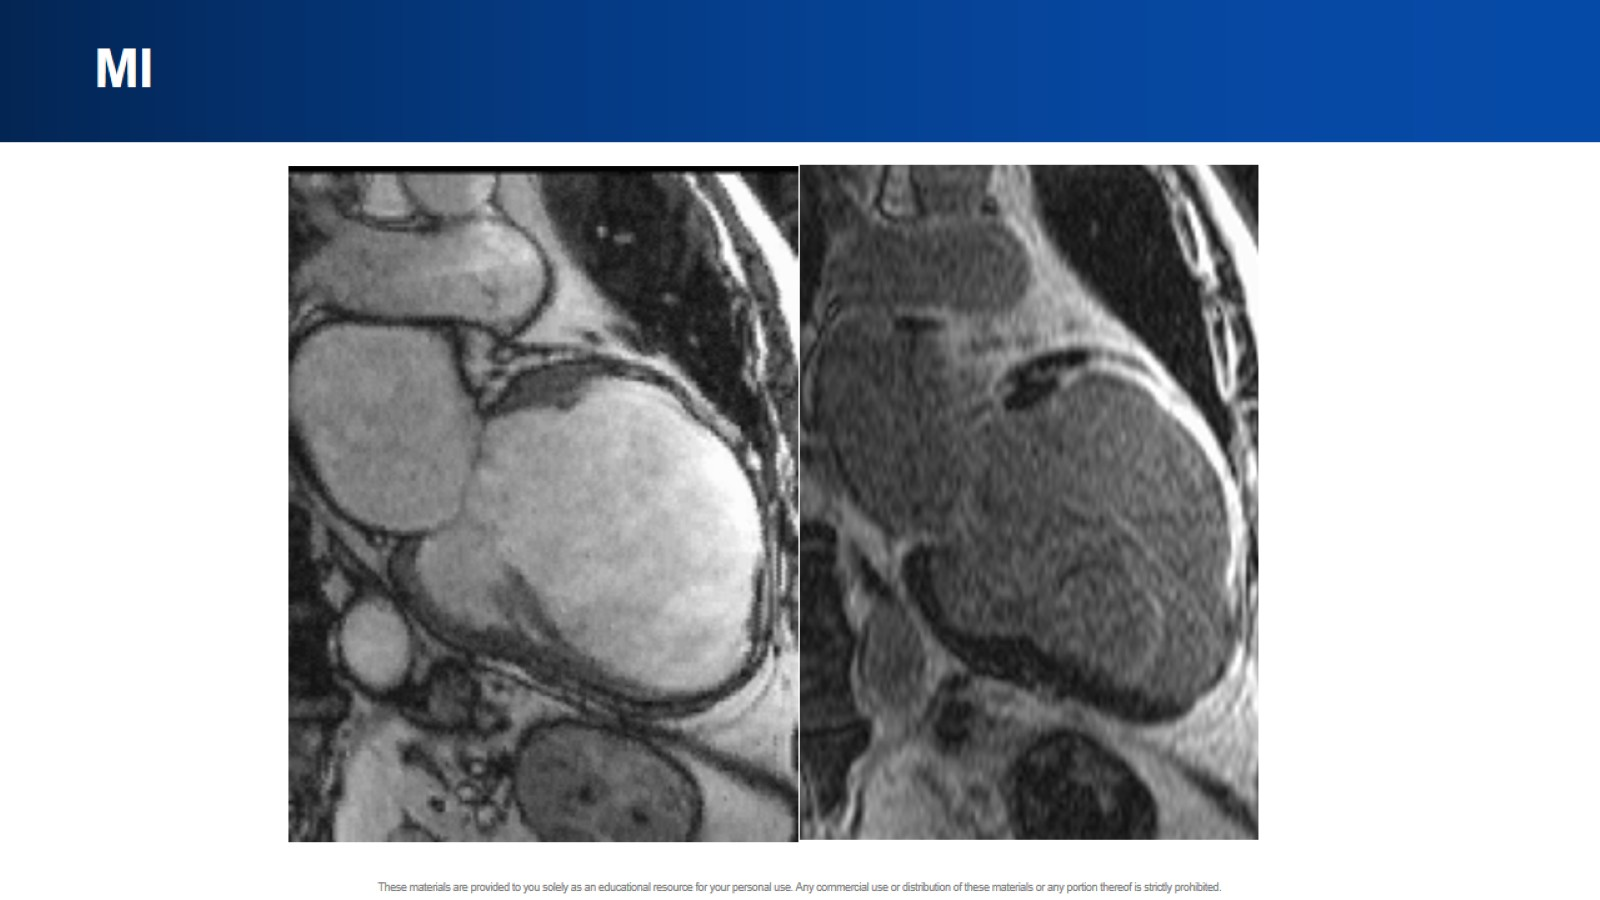 MI
These materials are provided to you solely as an educational resource for your personal use. Any commercial use or distribution of these materials or any portion thereof is strictly prohibited.